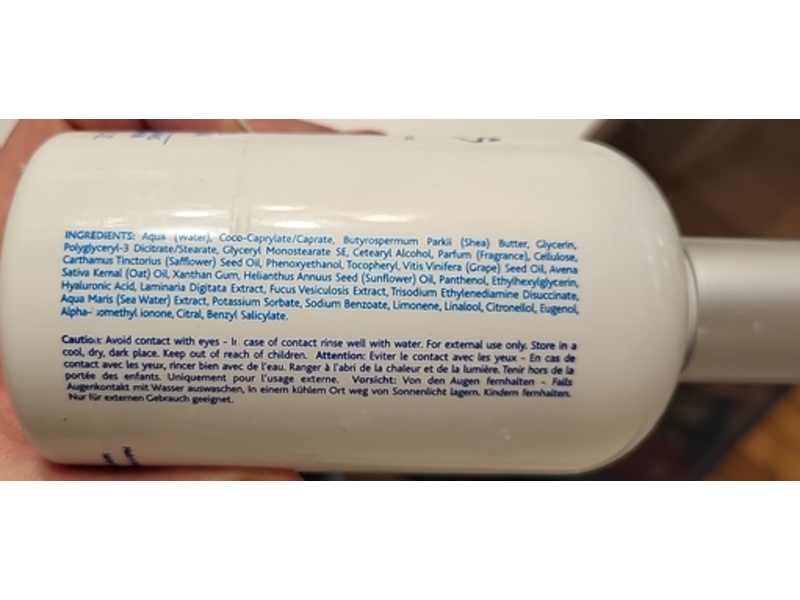 INGREDIENTS: Aqua (Water), Coco-Caprylate/Caprate, Butyrospermum Parkii (Shea) Butter, Glycerin,
Polyglyceryl-3 Dicitrate/Stearate, Glyceryl Monostearate SE, Cetearyl Alcohol, Parfum (Fragrance), Cellulose,
Carthamus Tinctorius (Safflower) Seed Oil, Phenoxyethanol, Tocopheryl, Vitis Vinifera (Grape) Seed Oil, Avena
Sativa Kernal (Oat) Oil, Xanthan Gum, Helianthus Annuus Seed (Sunflower) Oil, Panthenol, Ethylhexylglycerin,
Hyaluronic Acid, Laminaria Digitata Extract, Fucus Vesiculosis Extract, Trisodium Ethylenediamine Disuccinate,
Aqua Maris (Sea Water) Extract, Potassium Sorbate, Sodium Benzoate, Limonene, Linalool, Citronellol, Eugenol,
Alpha- omethyl ionone, Citral, Benzyl Salicylate.
Caution: Avoid contact with eyes - In case of contact rinse well with water. For external use only. Store in a
cool, dry, dark place. Keep out of reach of children. Attention: Eviter le contact avec les yeux - En cas de
contact avec les yeux, rincer bien avec de l'eau. Ranger à l'abri de la chaleur et de la lumière. Tenir hors de la
portée des enfants. Uniquement pour l'usage externe. Vorsicht: Von den Augen fernhalten - Falls
Augenkontakt mit Wasser auswaschen, In einem kühlem Ort weg von Sonnenlicht lagern. Kindern fernhalten.
Nur für externen Gebrauch geeignet.